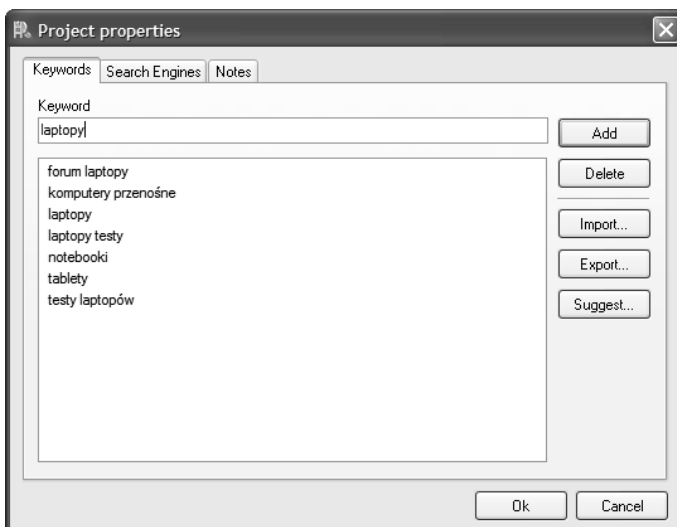 Project properties
Keywords
Search Engines
Notes
Keyword
laptopy
Add
forum laptopy
komputery przenośne
laptopy
laptopy testy
notebooki
tablety
testy laptopów
Delete
Import...
Export...
Suggest...
Ok
Cancel